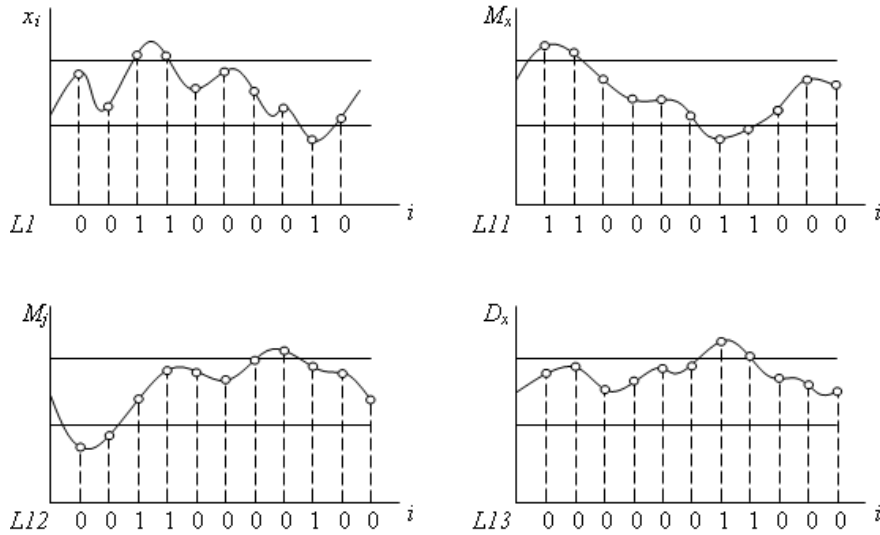 x_i
M_x
L1 0 0 1 1 0 0 0 0 1 0 i
L11 1 1 0 0 0 0 1 1 0 0 0 i
M_j
D_x
L12 0 0 1 1 0 0 0 0 1 0 0 i
L13 0 0 0 0 0 0 1 1 0 0 0 i